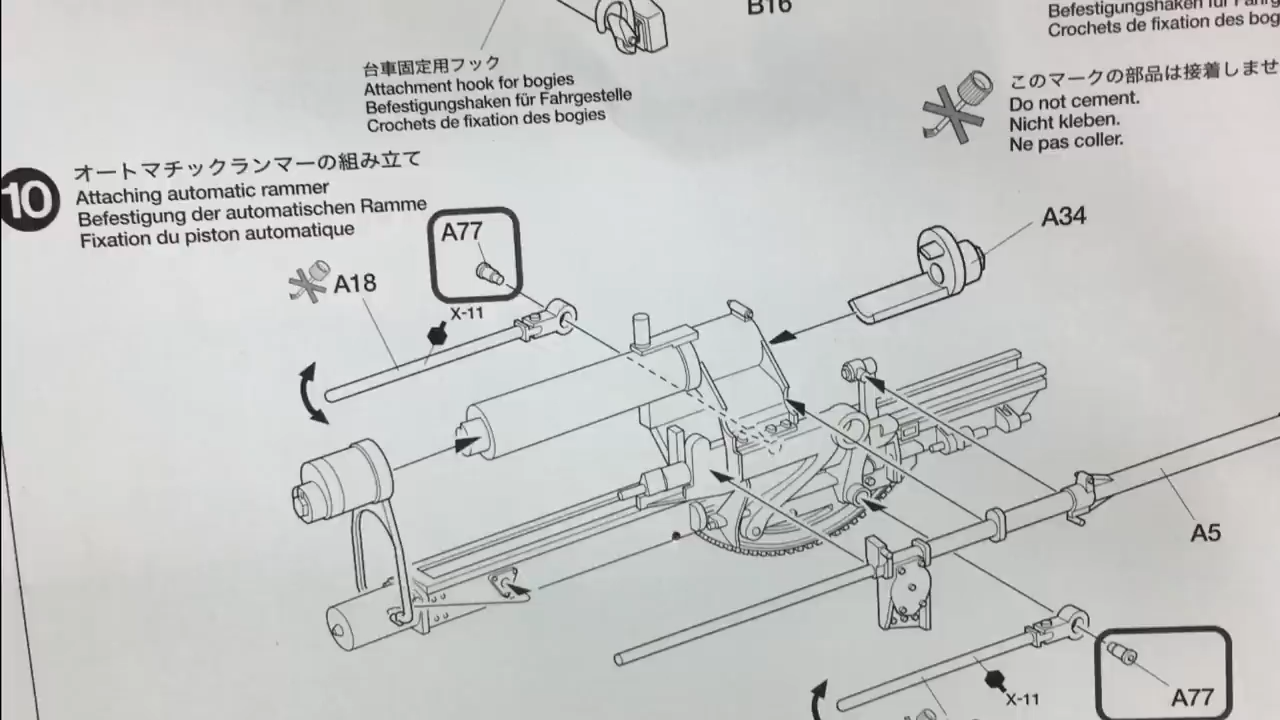 B16
台車固定用フック
Attachment hook for bogies
Befestigungshaken für Fahrgestelle
Crochets de fixation des bogies
Befestigungshaken für
Crochets de fixation des
このマークの部品は接着しませ
Do not cement.
Nicht kleben.
Ne pas coller.
10
オートマチックランマーの組み立て
Attaching automatic rammer
Befestigung der automatischen Ramme
Fixation du piston automatique
A77
A18
X-11
A34
A5
X-11
A77